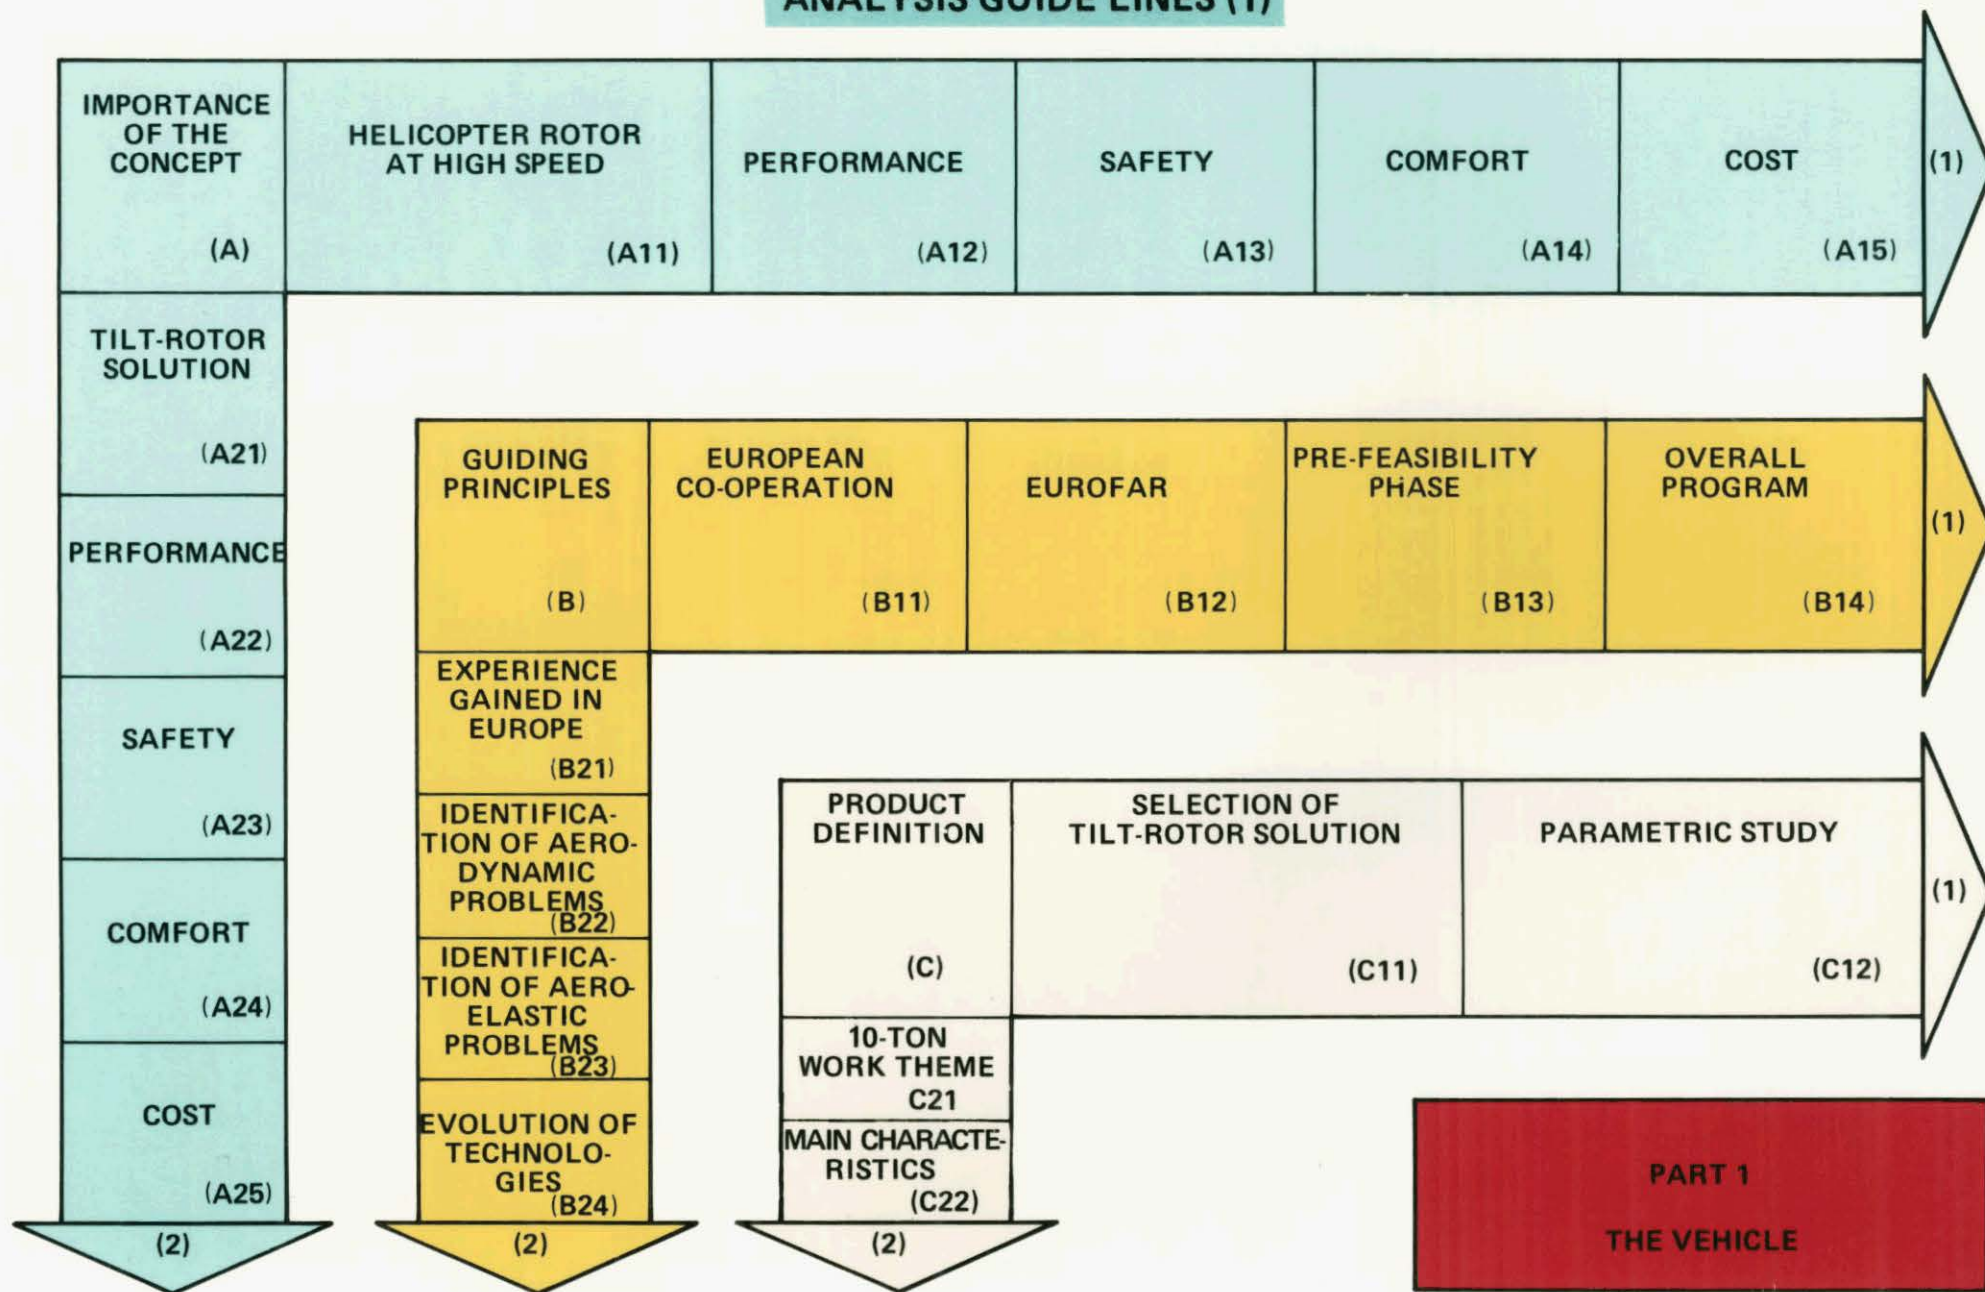 ANALYSIS GUIDE LINES (1)
IMPORTANCE
OF THE
CONCEPT
(A)
HELICOPTER ROTOR
AT HIGH SPEED
(A11)
PERFORMANCE
(A12)
SAFETY
(A13)
COMFORT
(A14)
COST
(A15)
(1)
TILT-ROTOR
SOLUTION
(A21)
PERFORMANCE
(A22)
SAFETY
(A23)
COMFORT
(A24)
COST
(A25)
(2)
GUIDING
PRINCIPLES
(B)
EUROPEAN
CO-OPERATION
(B11)
EUROFAR
(B12)
PRE-FEASIBILITY
PHASE
(B13)
OVERALL
PROGRAM
(B14)
(1)
EXPERIENCE
GAINED IN
EUROPE
(B21)
IDENTIFICA-
TION OF AERO-
DYNAMIC
PROBLEMS
(B22)
IDENTIFICA-
TION OF AERO-
ELASTIC
PROBLEMS
(B23)
EVOLUTION OF
TECHNOLO-
GIES
(B24)
(2)
PRODUCT
DEFINITION
(C)
SELECTION OF
TILT-ROTOR SOLUTION
(C11)
PARAMETRIC STUDY
(C12)
(1)
10-TON
WORK THEME
C21
MAIN CHARACTE-
RISTICS
(C22)
(2)
PART 1
THE VEHICLE